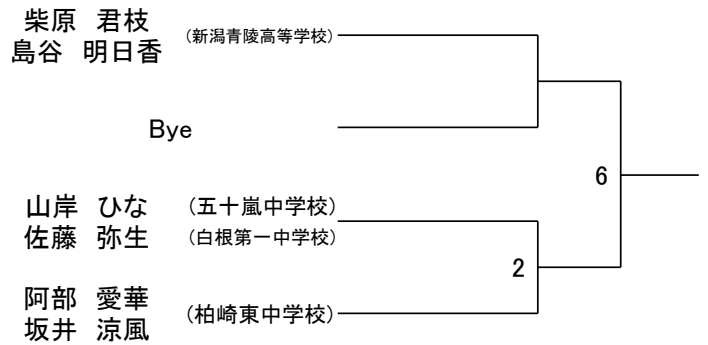 柴原 君枝
島谷 明日香
(新潟青陵高等学校)
Bye
6
山岸 ひな (五十嵐中学校)
佐藤 弥生 (白根第一中学校)
2
阿部 愛華
坂井 涼風
(柏崎東中学校)